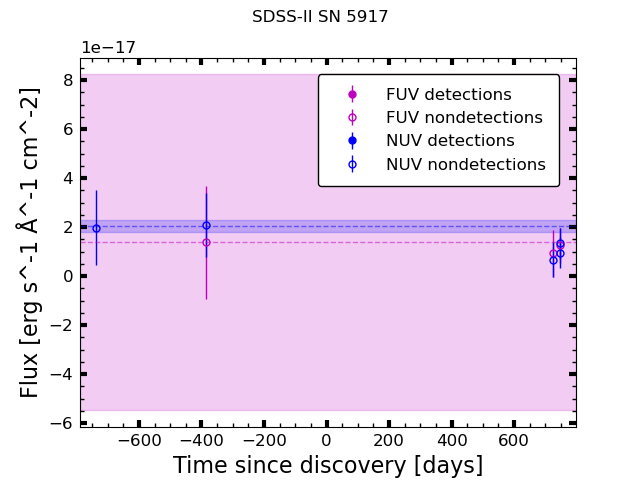 SDSS-II SN 5917
1e−17
FUV detections
FUV nondetections
NUV detections
NUV nondetections
8
6
4
2
0
−2
−4
−6
Flux [erg s^-1 Å^-1 cm^-2]
−600 −400 −200 0 200 400 600
Time since discovery [days]